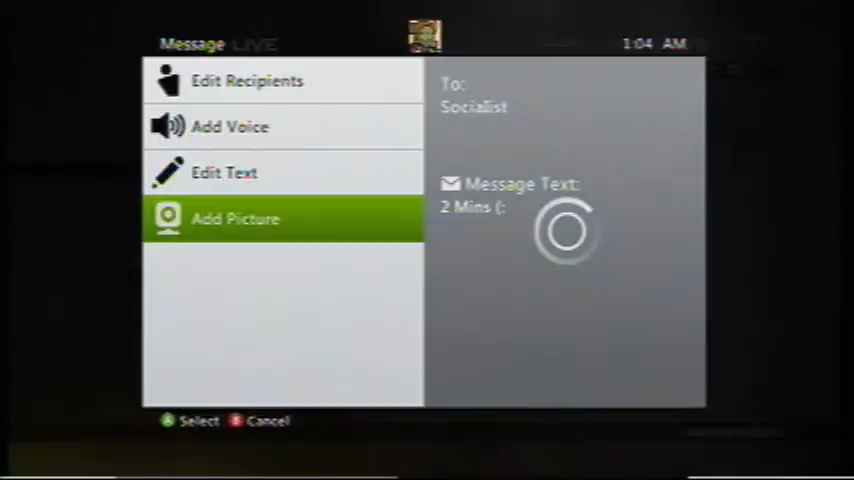 Message LIVE
1:04 AM
Edit Recipients
Add Voice
Edit Text
Add Picture
To:
Socialist
Message Text:
2 Mins (:
A Select B Cancel